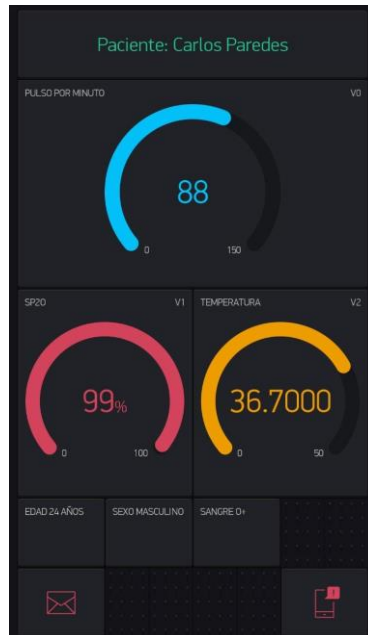 Paciente: Carlos Paredes
PULSO POR MINUTO V0
88
0 150
SP2O V1
99%
0 100
TEMPERATURA V2
36.7000
0 50
EDAD 24 AÑOS
SEXO MASCULINO
SANGRE O+
!